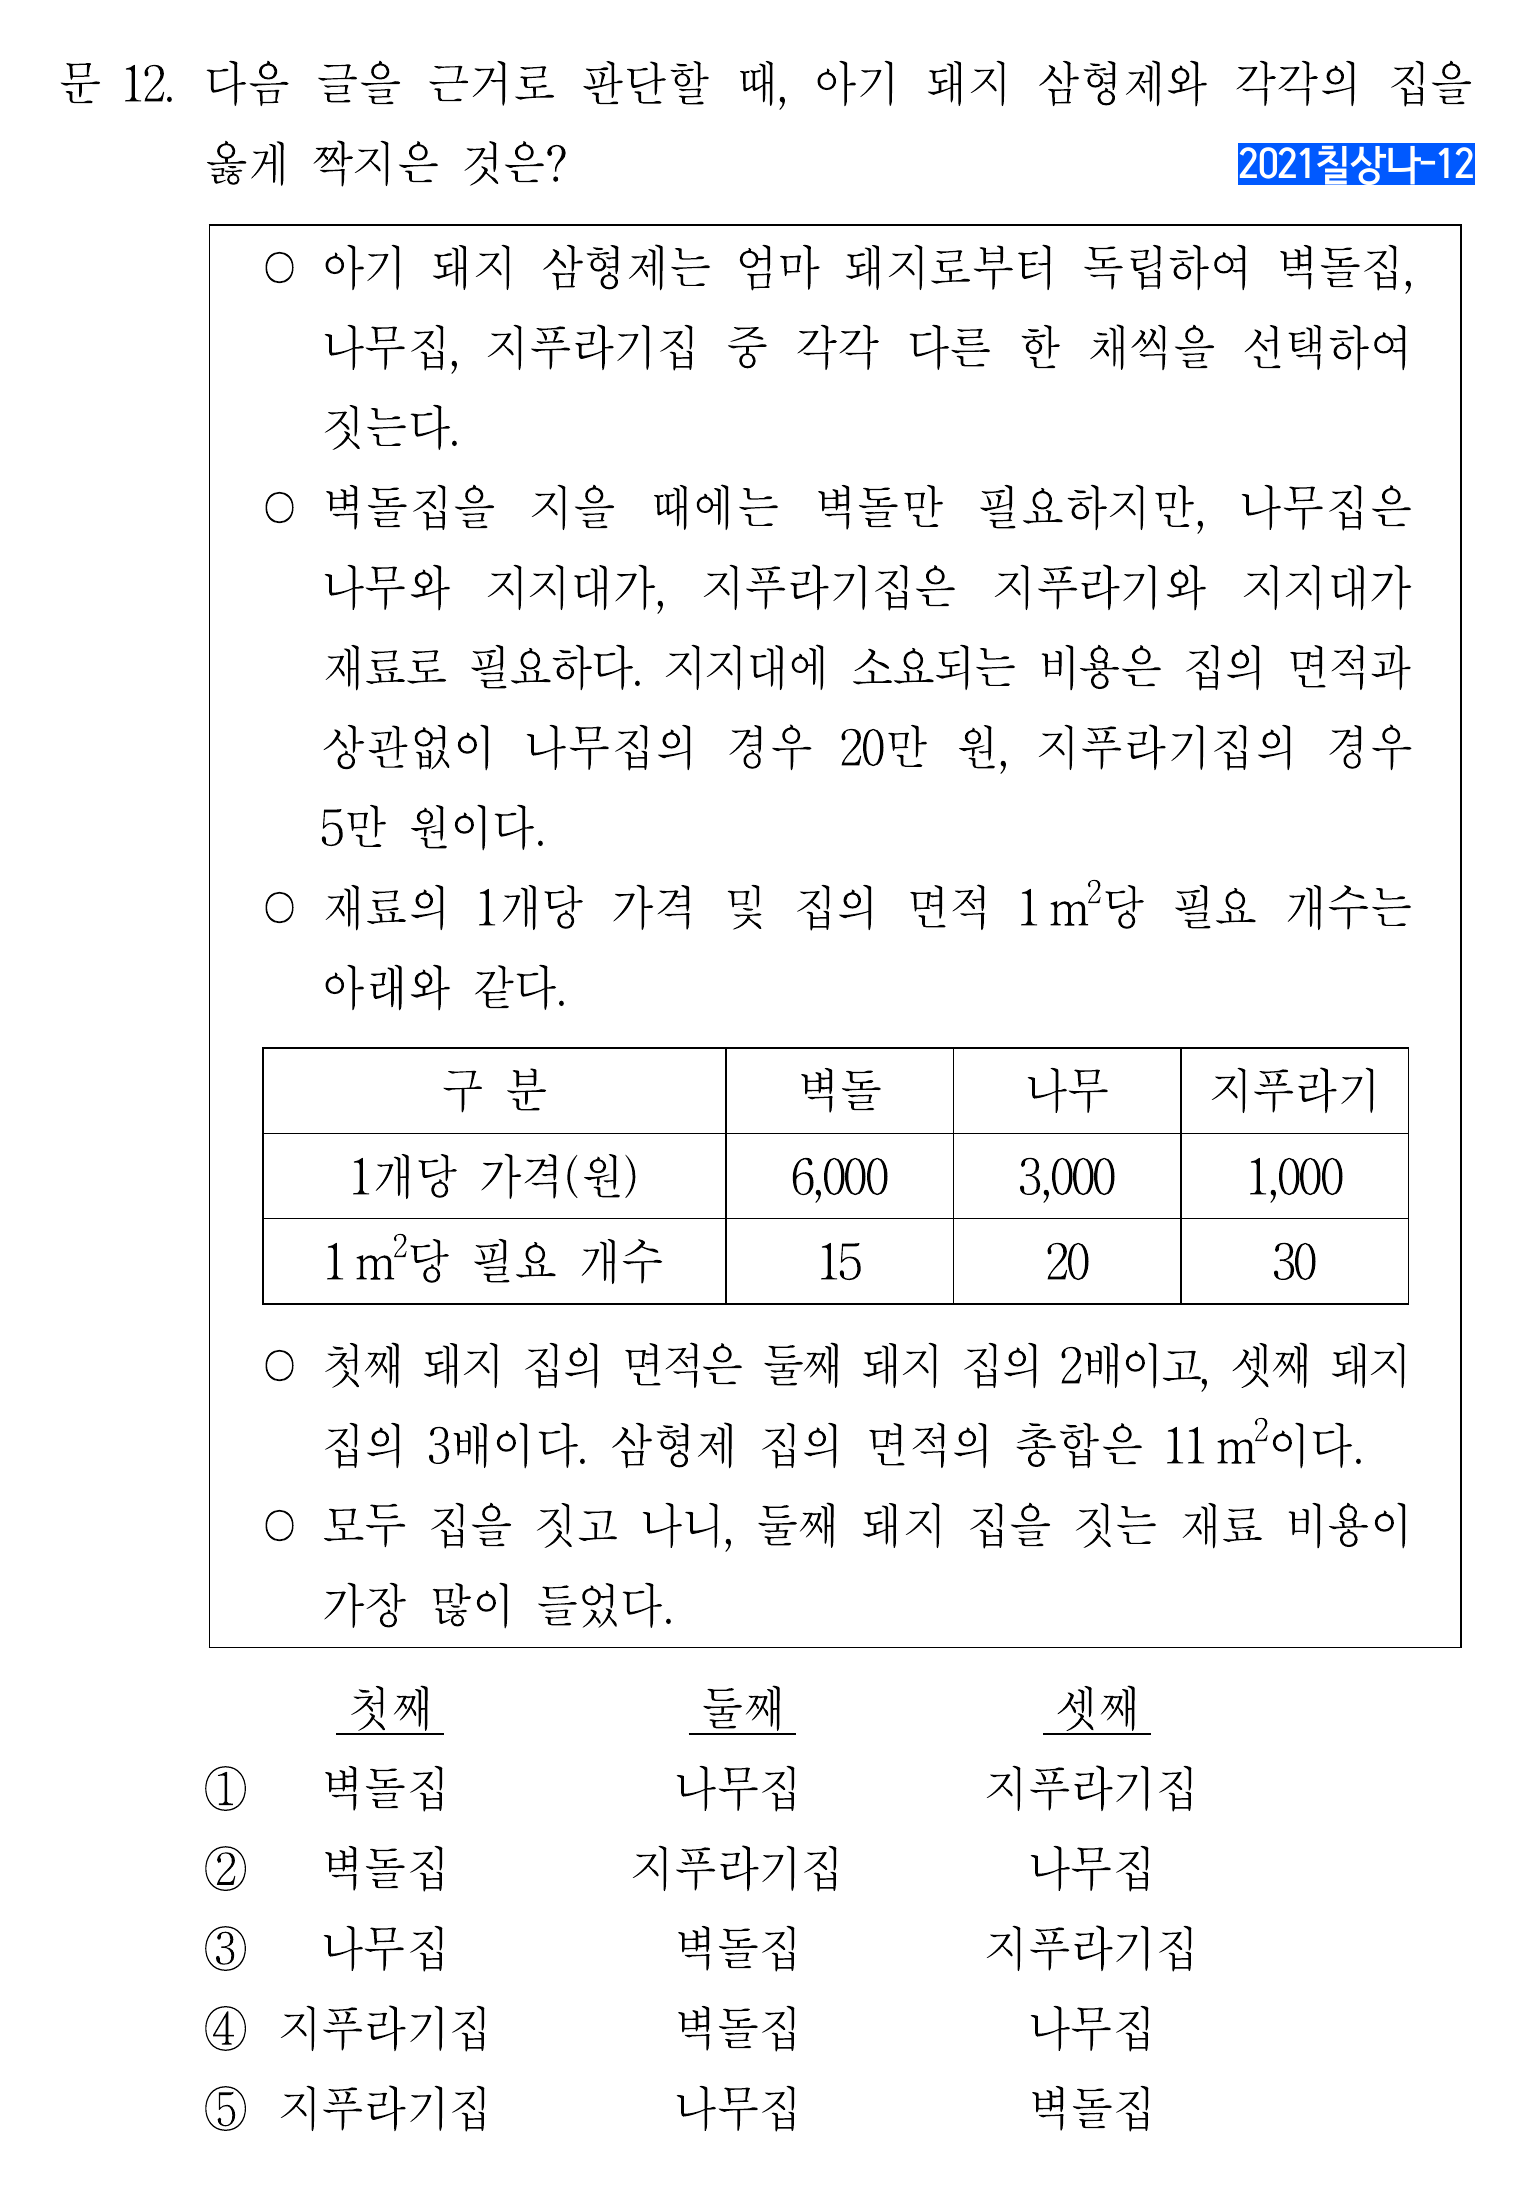 문 12. 다음 글을 근거로 판단할 때, 아기 돼지 삼형제와 각각의 집을
옳게 짝지은 것은?
2021칠상나-12
○ 아기 돼지 삼형제는 엄마 돼지로부터 독립하여 벽돌집,
나무집, 지푸라기집 중 각각 다른 한 채씩을 선택하여
짓는다.
○ 벽돌집을 지을 때에는 벽돌만 필요하지만, 나무집은
나무와 지지대가, 지푸라기집은 지푸라기와 지지대가
재료로 필요하다. 지지대에 소요되는 비용은 집의 면적과
상관없이 나무집의 경우 20만 원, 지푸라기집의 경우
5만 원이다.
○ 재료의 1개당 가격 및 집의 면적 1m²당 필요 개수는
아래와 같다.
구 분 벽돌 나무 지푸라기
1개당 가격(원) 6,000 3,000 1,000
1m²당 필요 개수 15 20 30
○ 첫째 돼지 집의 면적은 둘째 돼지 집의 2배이고, 셋째 돼지
집의 3배이다. 삼형제 집의 면적의 총합은 11m²이다.
○ 모두 집을 짓고 나니, 둘째 돼지 집을 짓는 재료 비용이
가장 많이 들었다.
첫째 둘째 셋째
① 벽돌집 나무집 지푸라기집
② 벽돌집 지푸라기집 나무집
③ 나무집 벽돌집 지푸라기집
④ 지푸라기집 벽돌집 나무집
⑤ 지푸라기집 나무집 벽돌집